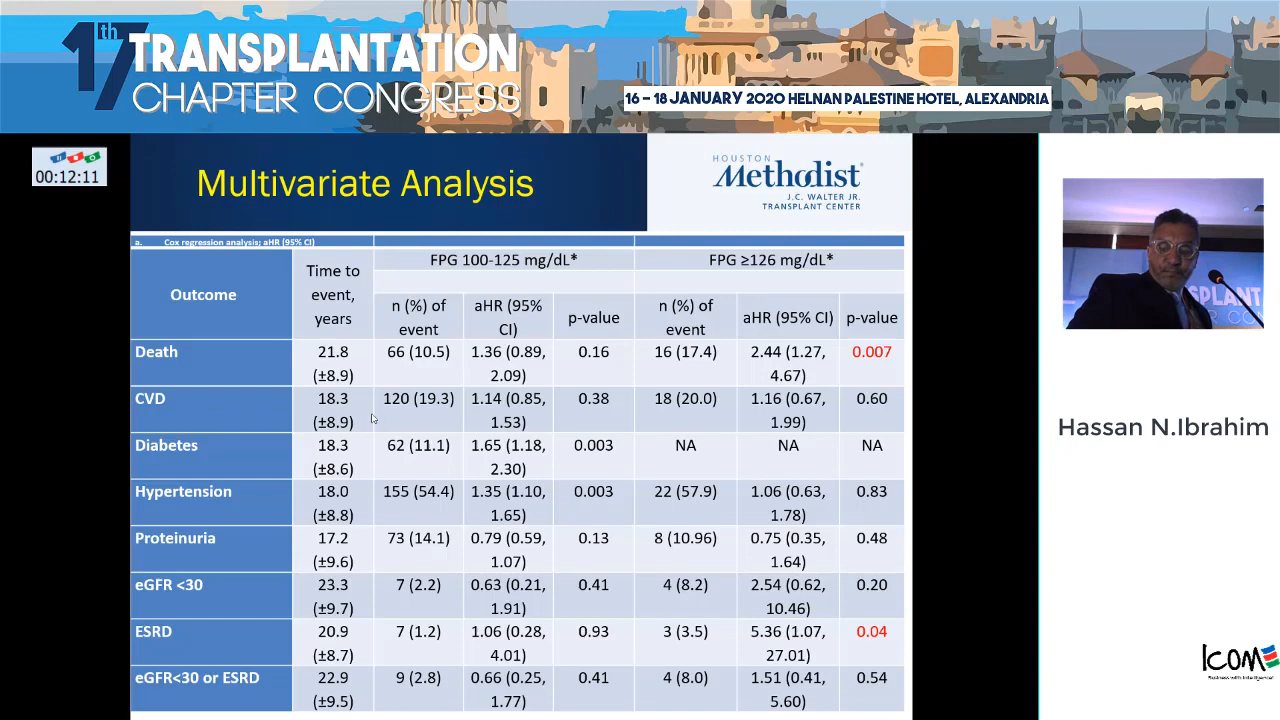 17th TRANSPLANTATION
CHAPTER CONGRESS
16 – 18 JANUARY 2020 HELNAN PALESTINE HOTEL, ALEXANDRIA
00:12:11
Multivariate Analysis
HOUSTON
Methodist
J.C. WALTER JR.
TRANSPLANT CENTER
a. Cox regression analysis; aHR (95% CI)
Outcome
Time to
event,
years
FPG 100-125 mg/dL*
FPG ≥126 mg/dL*
n (%) of
event
aHR (95%
CI)
p-value
n (%) of
event
aHR (95% CI)
p-value
Death 21.8 66 (10.5) 1.36 (0.89, 0.16 16 (17.4) 2.44 (1.27, 0.007
(±8.9) 2.09) 4.67)
CVD 18.3 120 (19.3) 1.14 (0.85, 0.38 18 (20.0) 1.16 (0.67, 0.60
(±8.9) 1.53) 1.99)
Diabetes 18.3 62 (11.1) 1.65 (1.18, 0.003 NA NA NA
(±8.6) 2.30)
Hypertension 18.0 155 (54.4) 1.35 (1.10, 0.003 22 (57.9) 1.06 (0.63, 0.83
(±8.8) 1.65) 1.78)
Proteinuria 17.2 73 (14.1) 0.79 (0.59, 0.13 8 (10.96) 0.75 (0.35, 0.48
(±9.6) 1.07) 1.64)
eGFR <30 23.3 7 (2.2) 0.63 (0.21, 0.41 4 (8.2) 2.54 (0.62, 0.20
(±9.7) 1.91) 10.46)
ESRD 20.9 7 (1.2) 1.06 (0.28, 0.93 3 (3.5) 5.36 (1.07, 0.04
(±8.7) 4.01) 27.01)
eGFR<30 or ESRD 22.9 9 (2.8) 0.66 (0.25, 0.41 4 (8.0) 1.51 (0.41, 0.54
(±9.5) 1.77) 5.60)
Hassan N.Ibrahim
ICOME
Business with Intelligence